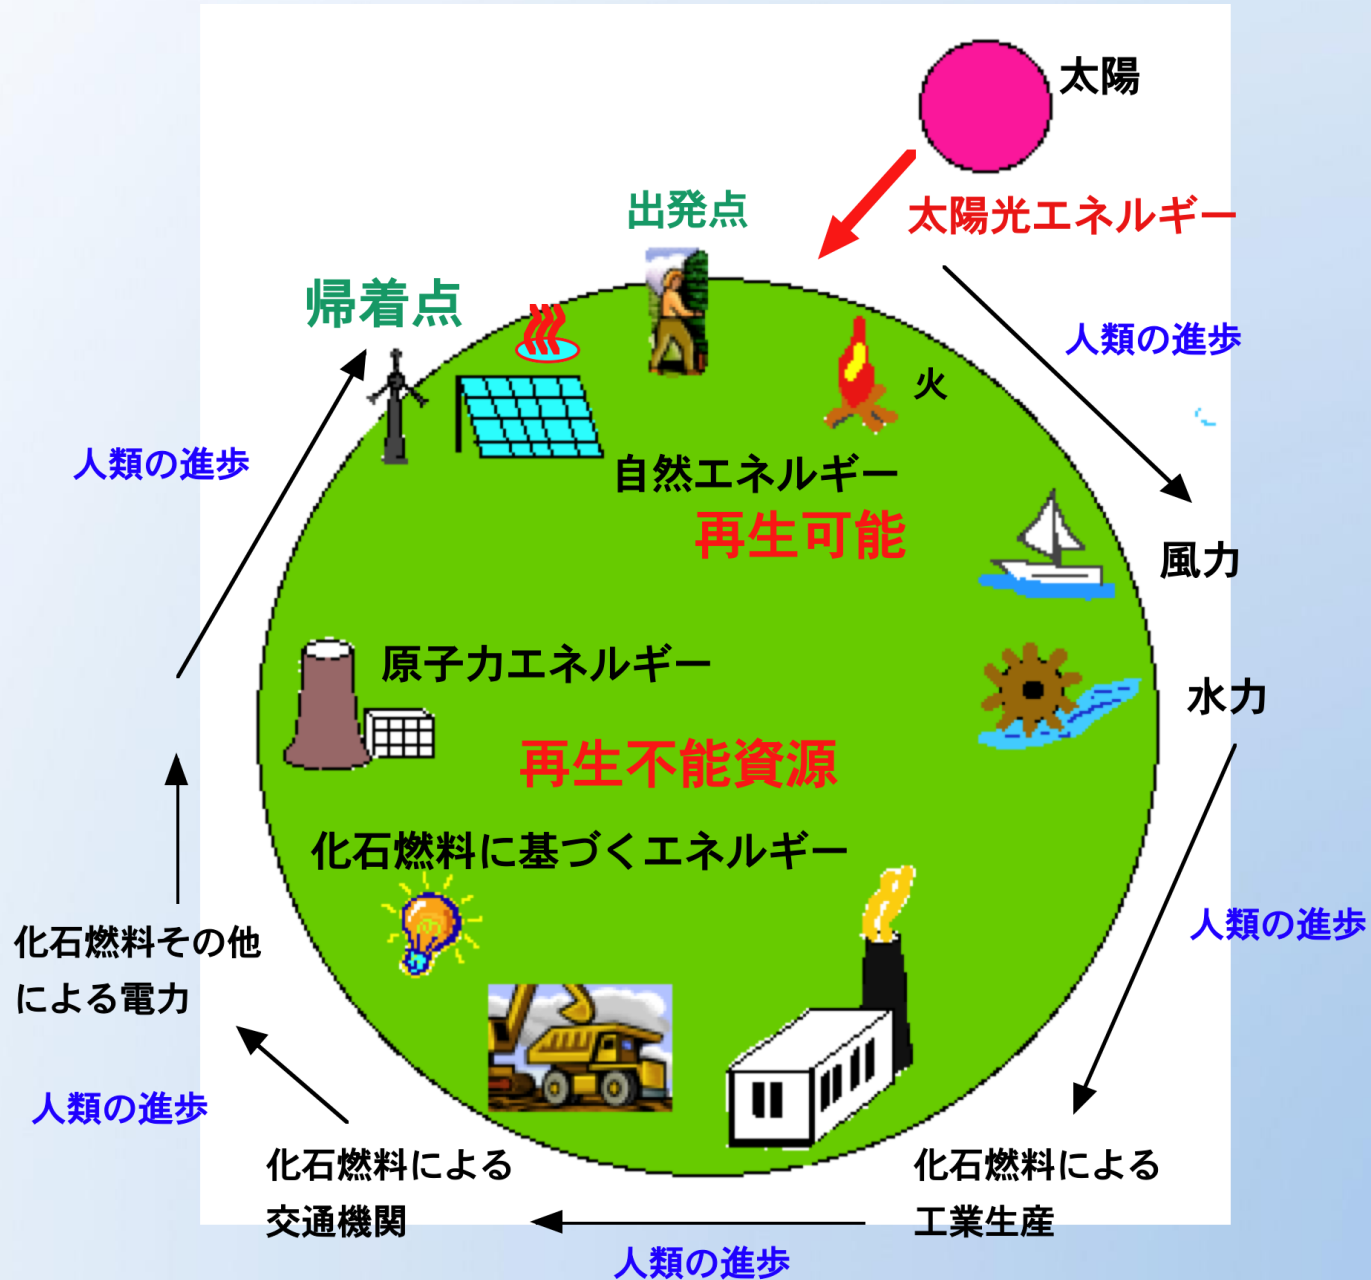 太陽
出発点
太陽光エネルギー
帰着点
人類の進歩
火
人類の進歩
自然エネルギー
再生可能
風力
原子力エネルギー
水力
再生不能資源
化石燃料に基づくエネルギー
人類の進歩
化石燃料その他
による電力
人類の進歩
化石燃料による
交通機関
化石燃料による
工業生産
人類の進歩